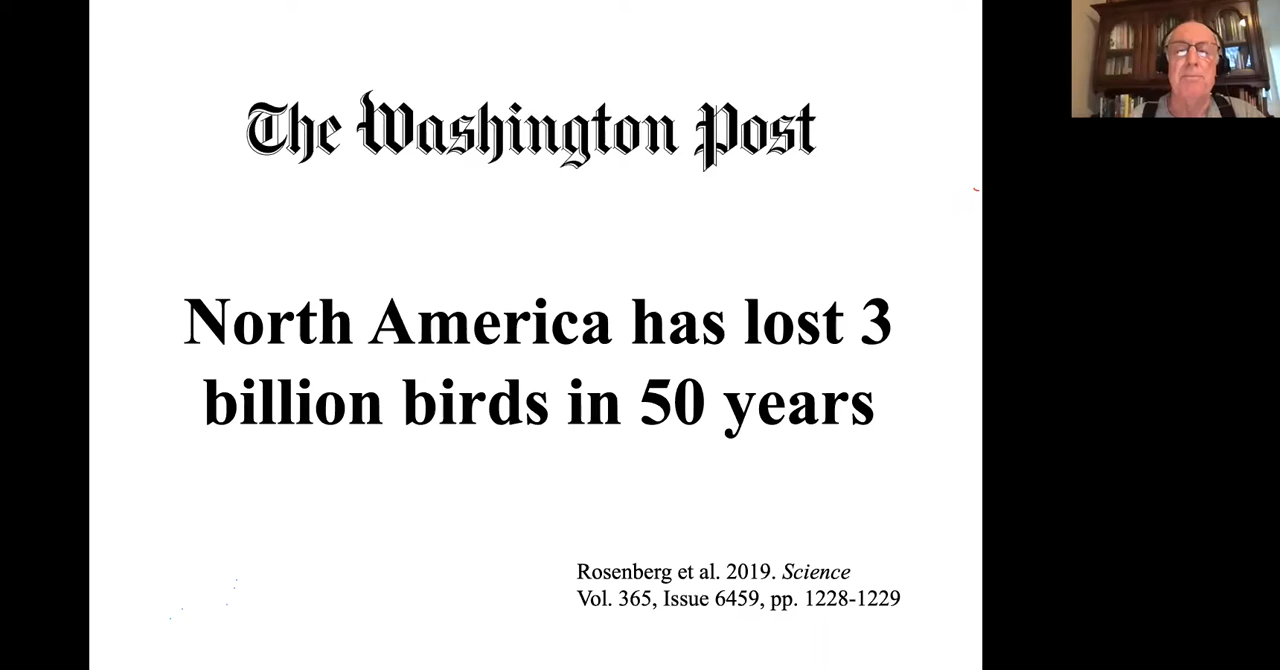 The Washington Post
North America has lost 3
billion birds in 50 years
Rosenberg et al. 2019. Science
Vol. 365, Issue 6459, pp. 1228-1229